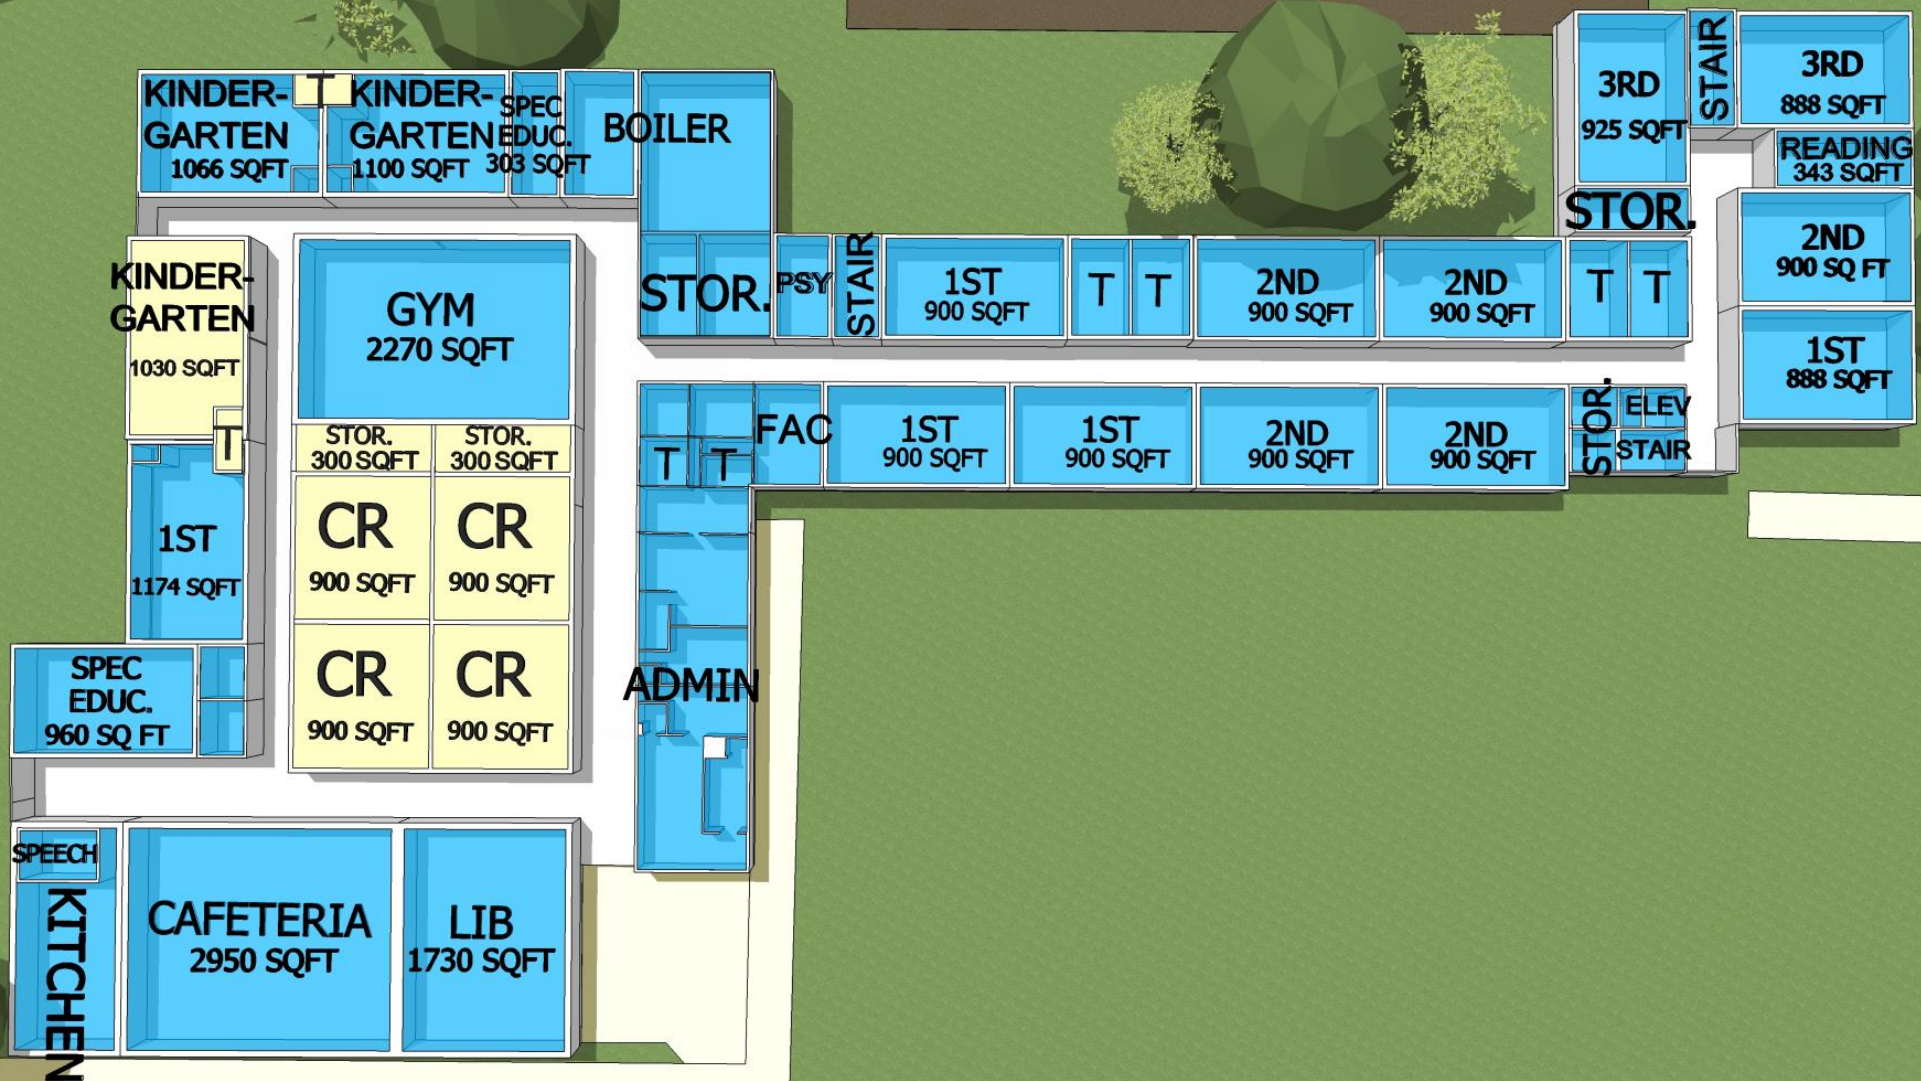 KINDER-
GARTEN
1066 SQFT
T
KINDER-
GARTEN
1100 SQFT
SPEC
EDUC.
303 SQFT
BOILER
3RD
925 SQFT
STAIR
3RD
888 SQFT
READING
343 SQFT
STOR.
2ND
900 SQ FT
1ST
888 SQFT
KINDER-
GARTEN
1030 SQFT
T
GYM
2270 SQFT
STOR.
PSY
STAIR
1ST
900 SQFT
T
T
2ND
900 SQFT
2ND
900 SQFT
T
T
STOR.
300 SQFT
STOR.
300 SQFT
T
T
FAC
1ST
900 SQFT
1ST
900 SQFT
2ND
900 SQFT
2ND
900 SQFT
STOR.
ELEV
STAIR
1ST
1174 SQFT
CR
900 SQFT
CR
900 SQFT
SPEC
EDUC.
960 SQ FT
CR
900 SQFT
CR
900 SQFT
ADMIN
SPEECH
KITCHEN
CAFETERIA
2950 SQFT
LIB
1730 SQFT